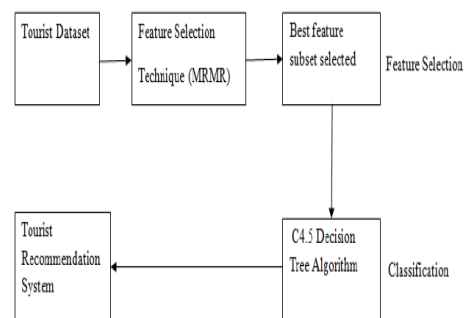 Tourist Dataset
Feature Selection
Technique (MRMR)
Best feature
subset selected
Feature Selection
Tourist
Recommendation
System
C4.5 Decision
Tree Algorithm
Classification